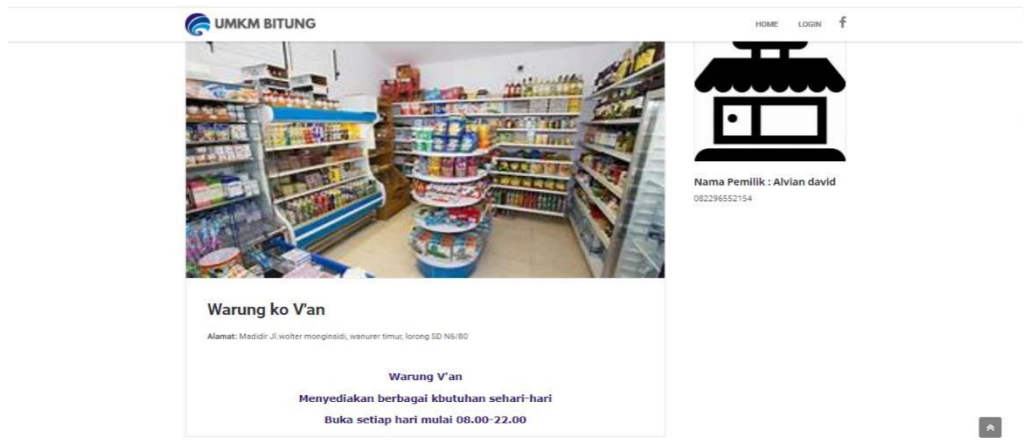 UMKM BITUNG
HOME LOGIN f
Nama Pemilik : Alvian david
082296552154
Warung ko V'an
Alamat: Madidir Jl.wolter monginsidi, wanurer timur, lorong SD N6/80
Warung V'an
Menyediakan berbagai kbutuhan sehari-hari
Buka setiap hari mulai 08.00-22.00